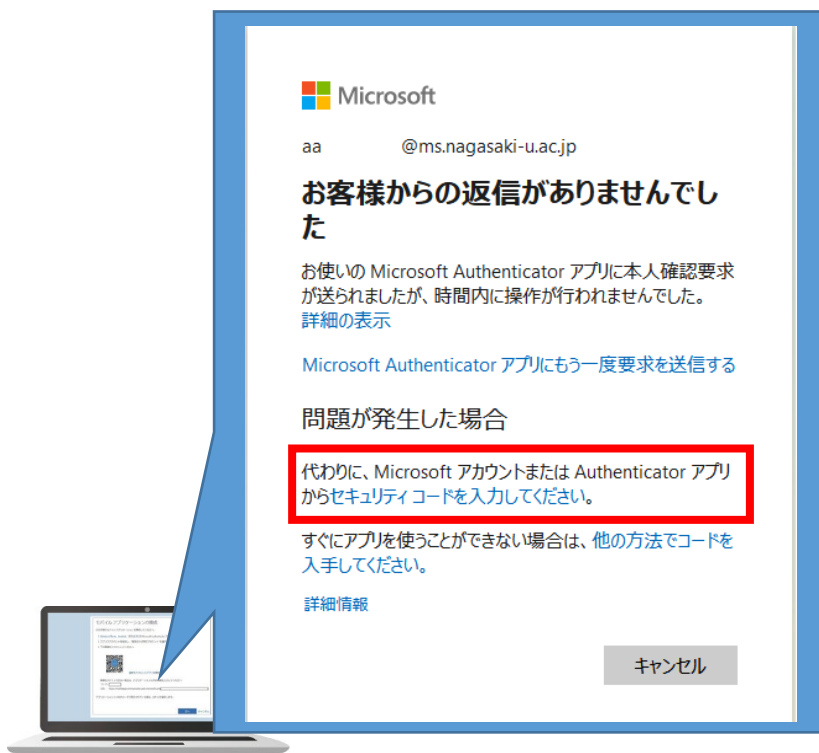 Microsoft
aa @ms.nagasaki-u.ac.jp
お客様からの返信がありませんでし
た
お使いの Microsoft Authenticator アプリに本人確認要求
が送られましたが、時間内に操作が行われませんでした。
詳細の表示
Microsoft Authenticator アプリにもう一度要求を送信する
問題が発生した場合
代わりに、Microsoft アカウントまたは Authenticator アプリ
からセキュリティ コードを入力してください。
すぐにアプリを使うことができない場合は、他の方法でコードを
入手してください。
詳細情報
キャンセル